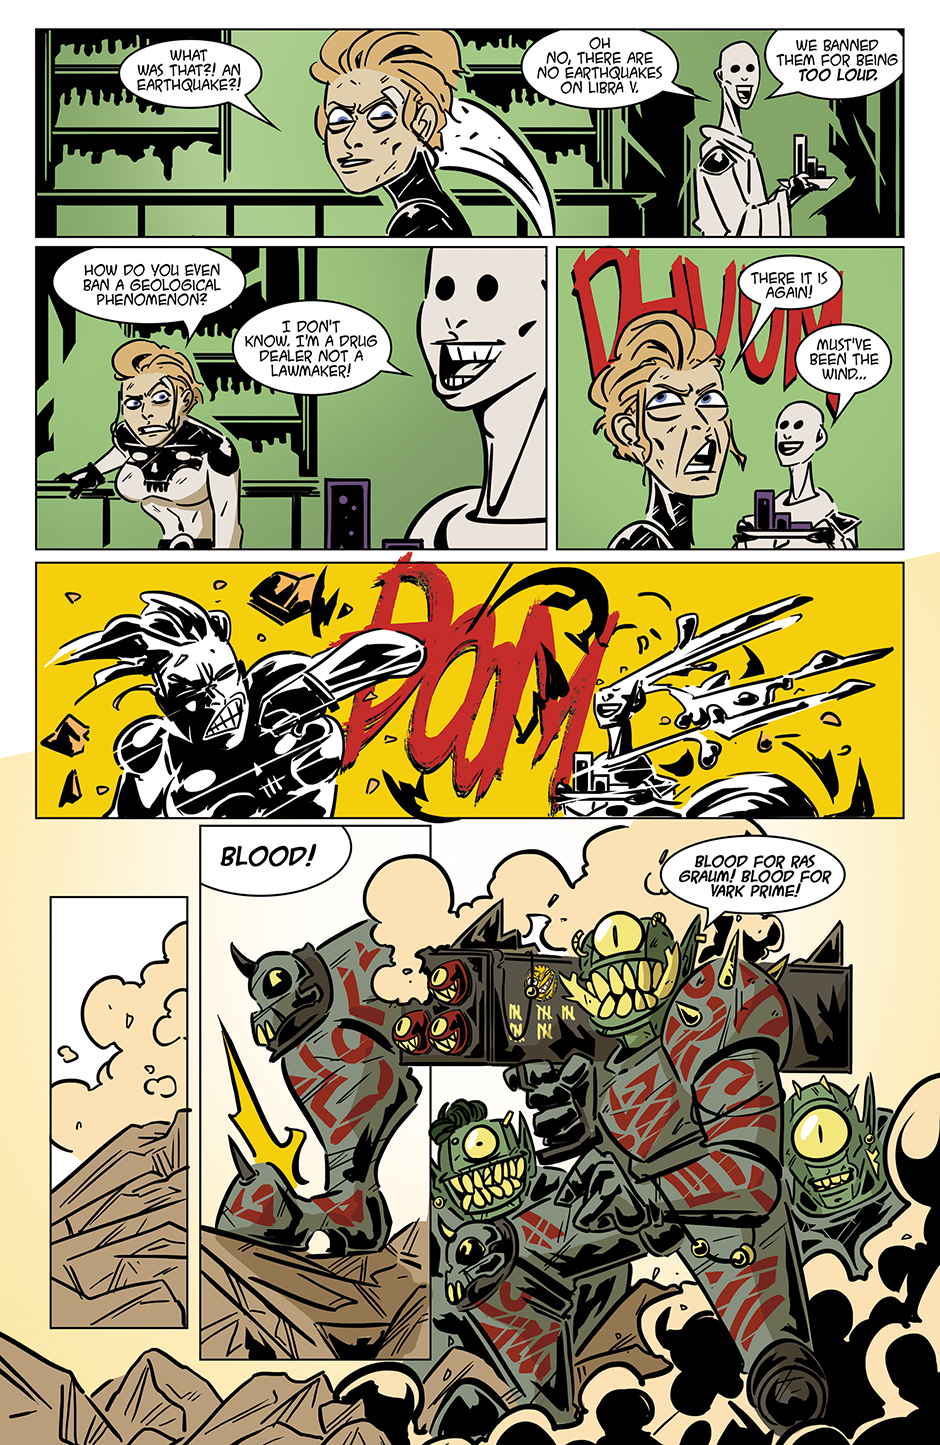 WHAT
WAS THAT?! AN
EARTHQUAKE?!
OH
NO, THERE ARE
NO EARTHQUAKES
ON LIBRA V.
WE BANNED
THEM FOR BEING
TOO LOUD.
HOW DO YOU EVEN
BAN A GEOLOGICAL
PHENOMENON?
I DON'T
KNOW, I'M A DRUG
DEALER NOT A
LAWMAKER!
DHUUM
THERE IT IS
AGAIN!
MUST'VE
BEEN THE
WIND...
DOOM
BLOOD!
BLOOD FOR RAS
GRAUM! BLOOD FOR
VARK PRIME!